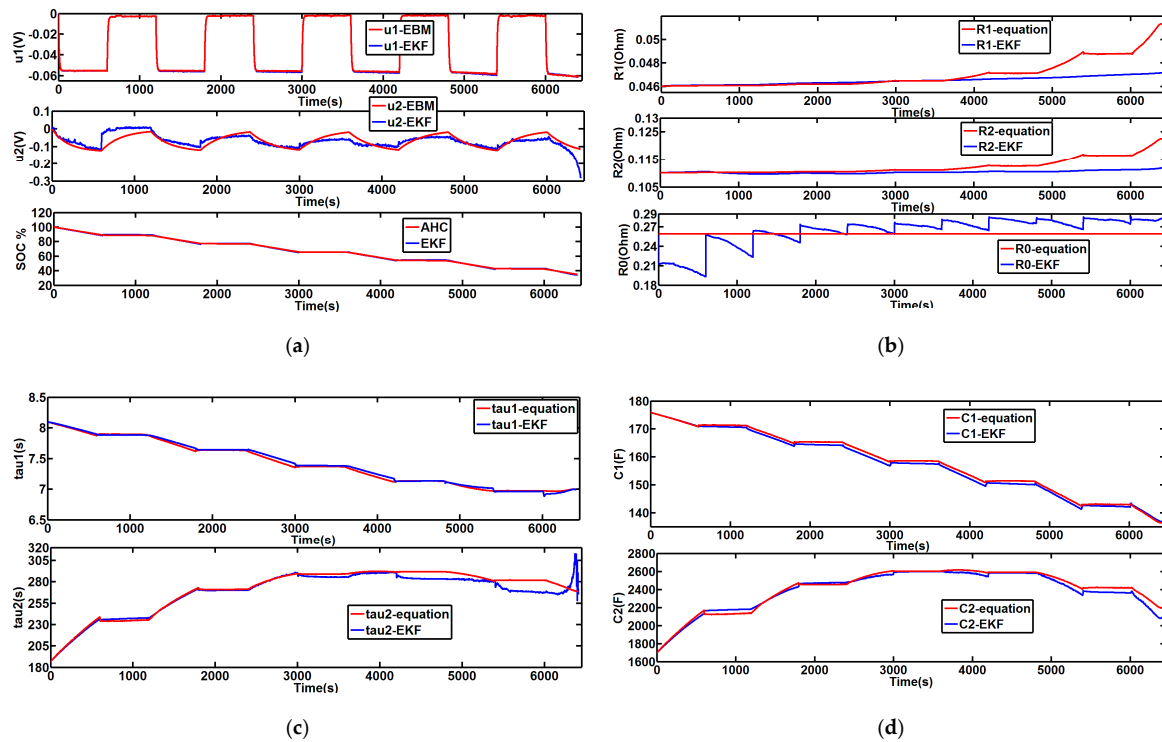 u1(V)
0
-0.02
-0.04
-0.06
u1-EBM
u1-EKF
0 1000 2000 3000 4000 5000 6000
Time(s)
u2(V)
0.1
0
-0.1
-0.3
u2-EBM
u2-EKF
0 1000 2000 3000 4000 5000 6000
Time(s)
SOC %
120
100
80
60
40
20
AHC
EKF
0 1000 2000 3000 4000 5000 6000
Time(s)
(a)
R1(Ohm)
0.05
0.046
R1-equation
R1-EKF
0 1000 2000 3000 4000 5000 6000
Time(s)
R2(Ohm)
0.13
0.125
0.115
0.105
R2-equation
R2-EKF
0 1000 2000 3000 4000 5000 6000
Time(s)
R0(Ohm)
0.29
0.26
0.21
0.18
R0-equation
R0-EKF
0 1000 2000 3000 4000 5000 6000
Time(s)
(b)
tau1(s)
8.5
8
7.5
7
6.5
tau1-equation
tau1-EKF
0 1000 2000 3000 4000 5000 6000
Time(s)
tau2(s)
320
305
280
255
230
205
180
tau2-equation
tau2-EKF
0 1000 2000 3000 4000 5000 6000
Time(s)
(c)
C1(F)
180
170
160
150
140
C1-equation
C1-EKF
0 1000 2000 3000 4000 5000 6000
Time(s)
C2(F)
2800
2600
2400
2200
2000
1800
1600
C2-equation
C2-EKF
0 1000 2000 3000 4000 5000 6000
Time(s)
(d)